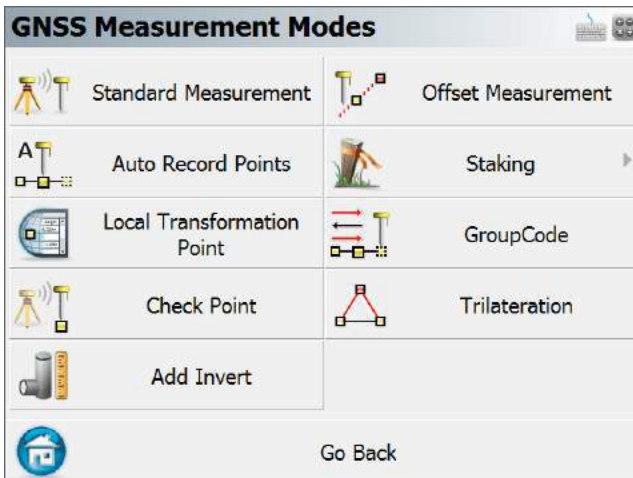 GNSS Measurement Modes
Standard Measurement
Offset Measurement
A
Auto Record Points
Staking
Local Transformation
Point
GroupCode
Check Point
Trilateration
Add Invert
Go Back